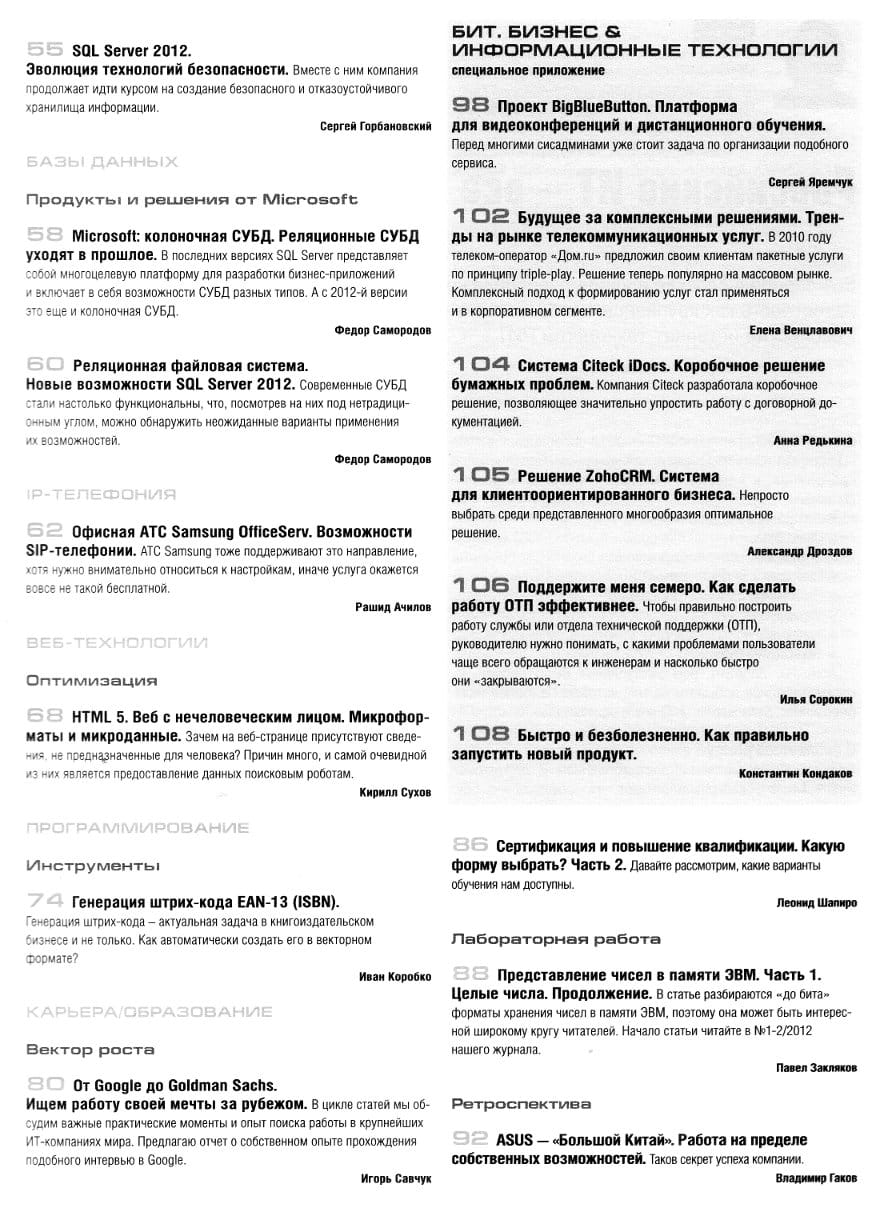 55 SQL Server 2012.
Эволюция технологий безопасности. Вместе с ним компания
продолжает идти курсом на создание безопасного и отказоустойчивого
хранилища информации.
Сергей Горбановский
БАЗЫ ДАННЫХ
Продукты и решения от Microsoft
58 Microsoft: колоночная СУБД. Реляционные СУБД
уходят в прошлое. В последних версиях SQL Server представляет
собой многоцелевую платформу для разработки бизнес-приложений
и включает в себя возможности СУБД разных типов. А с 2012-й версии
это еще и колоночная СУБД.
Федор Самородов
60 Реляционная файловая система.
Новые возможности SQL Server 2012. Современные СУБД
стали настолько функциональны, что, посмотрев на них под нетрадици-
онным углом, можно обнаружить неожиданные варианты применения
их возможностей.
Федор Самородов
IP-ТЕЛЕФОНИЯ
62 Офисная АТС Samsung OfficeServ. Возможности
SIP-телефонии. АТС Samsung тоже поддерживают это направление,
хотя нужно внимательно относиться к настройкам, иначе услуга окажется
вовсе не такой бесплатной.
Рашид Ачилов
ВЕБ-ТЕХНОЛОГИИ
Оптимизация
68 HTML 5. Веб с нечеловеческим лицом. Микрофор-
маты и микроданные. Зачем на веб-странице присутствуют сведе-
ния, не предназначенные для человека? Причин много, и самой очевидной
из них является предоставление данных поисковым роботам.
Кирилл Сухов
ПРОГРАММИРОВАНИЕ
Инструменты
74 Генерация штрих-кода EAN-13 (ISBN).
Генерация штрих-кода – актуальная задача в книгоиздательском
бизнесе и не только. Как автоматически создать его в векторном
формате?
Иван Коробко
КАРЬЕРА/ОБРАЗОВАНИЕ
Вектор роста
80 От Google до Goldman Sachs.
Ищем работу своей мечты за рубежом. В цикле статей мы об-
судим важные практические моменты и опыт поиска работы в крупнейших
ИТ-компаниях мира. Предлагаю отчет о собственном опыте прохождения
подобного интервью в Google.
Игорь Савчук
БИТ. БИЗНЕС &
ИНФОРМАЦИОННЫЕ ТЕХНОЛОГИИ
специальное приложение
98 Проект BigBlueButton. Платформа
для видеоконференций и дистанционного обучения.
Перед многими сисадминами уже стоит задача по организации подобного
сервиса.
Сергей Яремчук
102 Будущее за комплексными решениями. Трен-
ды на рынке телекоммуникационных услуг. В 2010 году
телеком-оператор «Дом.ru» предложил своим клиентам пакетные услуги
по принципу triple-play. Решение теперь популярно на массовом рынке.
Комплексный подход к формированию услуг стал применяться
и в корпоративном сегменте.
Елена Венцлавович
104 Система Citeck iDocs. Коробочное решение
бумажных проблем. Компания Citeck разработала коробочное
решение, позволяющее значительно упростить работу с договорной до-
кументацией.
Анна Редькина
105 Решение ZohoCRM. Система
для клиентоориентированного бизнеса. Непросто
выбрать среди представленного многообразия оптимальное
решение.
Александр Дроздов
106 Поддержите меня семеро. Как сделать
работу ОТП эффективнее. Чтобы правильно построить
работу службы или отдела технической поддержки (ОТП),
руководителю нужно понимать, с какими проблемами пользователи
чаще всего обращаются к инженерам и насколько быстро
они «закрываются».
Илья Сорокин
108 Быстро и безболезненно. Как правильно
запустить новый продукт.
Константин Кондаков
86 Сертификация и повышение квалификации. Какую
форму выбрать? Часть 2. Давайте рассмотрим, какие варианты
обучения нам доступны.
Леонид Шапиро
Лабораторная работа
88 Представление чисел в памяти ЭВМ. Часть 1.
Целые числа. Продолжение. В статье разбираются «до бита»
форматы хранения чисел в памяти ЭВМ, поэтому она может быть интерес-
ной широкому кругу читателей. Начало статьи читайте в №1-2/2012
нашего журнала.
Павел Закляков
Ретроспектива
92 ASUS — «Большой Китай». Работа на пределе
собственных возможностей. Таков секрет успеха компании.
Владимир Гаков